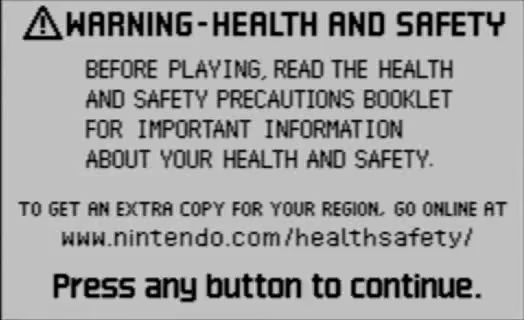 ⚠WARNING-HEALTH AND SAFETY
BEFORE PLAYING, READ THE HEALTH
AND SAFETY PRECAUTIONS BOOKLET
FOR IMPORTANT INFORMATION
ABOUT YOUR HEALTH AND SAFETY.
TO GET AN EXTRA COPY FOR YOUR REGION, GO ONLINE AT
www.nintendo.com/healthsafety/
Press any button to continue.